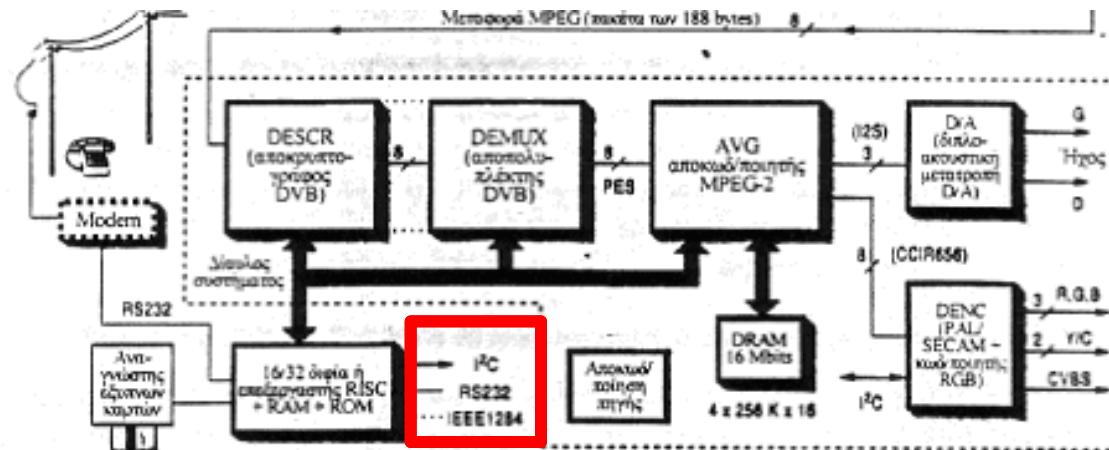 Μεταφορά MPEG (πακέτα των 188 bytes)
8
DESCR
(αποκρυπτο-
γράφος
DVB)
8
DEMUX
(αποπολυ-
πλέκτης
DVB)
8
PES
AVG
αποκωδ/ποιητής
MPEG-2
(I2S)
3
D/A
(διπλο-
ακουστική
μετατροπή
D/A)
G
Ήχος
D
Modem
Δίαυλος
συστήματος
8
(CCIR656)
RS232
Ανα-
γνώστης
έξυπνων
καρτών
16/32 διφία ή
επεξεργαστής RISC
+ RAM + ROM
I²C
RS232
IEEE1284
Αποκωδ/
ποίηση
πηγής
DRAM
16 Mbits
4 x 256 K x 16
I²C
DENC
(PAL/
SECAM +
κωδ/ποιητής
RGB)
3
R.G.B
2
Y/C
CVBS